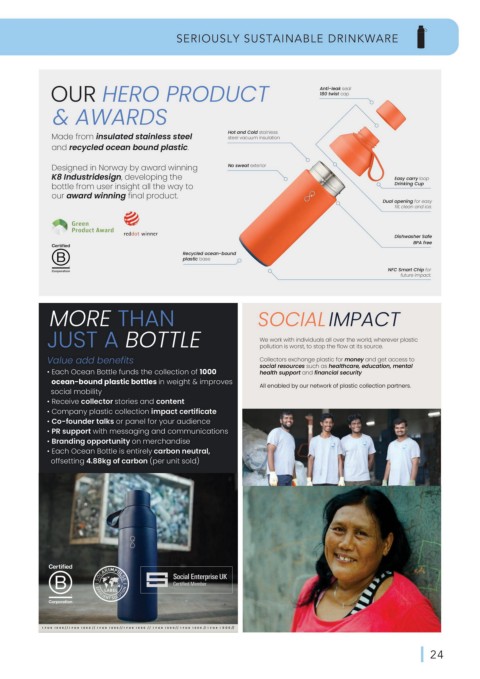 SERIOUSLY SUSTAINABLE DRINKWARE
OUR HERO PRODUCT
& AWARDS
Made from insulated stainless steel
and recycled ocean bound plastic.
Designed in Norway by award winning
K8 Industridesign, developing the
bottle from user insight all the way to
our award winning final product.
Green
Product Award
reddot winner
Certified
B
Corporation
Anti-leak seal
180 twist cap
Hot and Cold stainless
steel vacuum insulation
No sweat exterior
Easy carry loop
Drinking Cup
Dual opening for easy
fill, clean and ice
Dishwasher Safe
BPA free
Recycled ocean-bound
plastic base
NFC Smart Chip for
future impact
MORE THAN
JUST A BOTTLE
Value add benefits
• Each Ocean Bottle funds the collection of 1000
ocean-bound plastic bottles in weight & improves
social mobility
• Receive collector stories and content
• Company plastic collection impact certificate
• Co-founder talks or panel for your audience
• PR support with messaging and communications
• Branding opportunity on merchandise
• Each Ocean Bottle is entirely carbon neutral,
offsetting 4.88kg of carbon (per unit sold)
Certified
B
Corporation
Social Enterprise UK
Certified Member
SOCIAL IMPACT
We work with individuals all over the world, wherever plastic
pollution is worst, to stop the flow at its source.
Collectors exchange plastic for money and get access to
social resources such as healthcare, education, mental
health support and financial security
All enabled by our network of plastic collection partners.
24